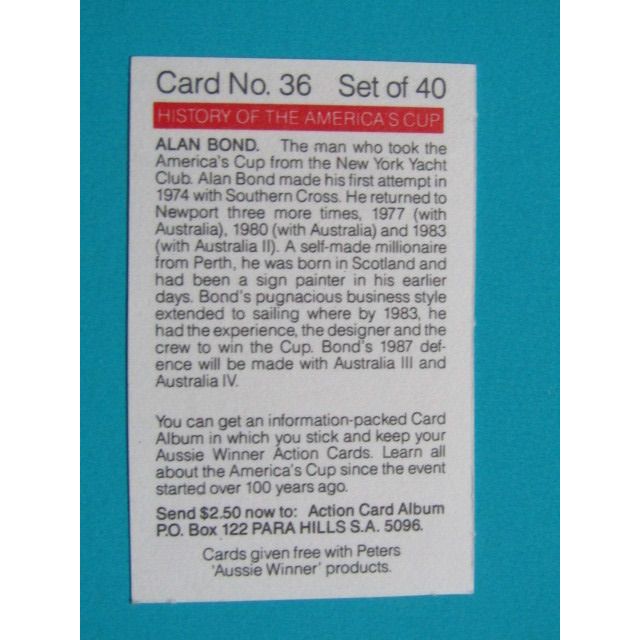 Card No. 36 Set of 40
HISTORY OF THE AMERICA'S CUP
ALAN BOND. The man who took the
America's Cup from the New York Yacht
Club. Alan Bond made his first attempt in
1974 with Southern Cross. He returned to
Newport three more times, 1977 (with
Australia), 1980 (with Australia) and 1983
(with Australia II). A self-made millionaire
from Perth, he was born in Scotland and
had been a sign painter in his earlier
days. Bond's pugnacious business style
extended to sailing where by 1983, he
had the experience, the designer and the
crew to win the Cup. Bond's 1987 def-
ence will be made with Australia III and
Australia IV.
You can get an information-packed Card
Album in which you stick and keep your
Aussie Winner Action Cards. Learn all
about the America's Cup since the event
started over 100 years ago.
Send $2.50 now to: Action Card Album
P.O. Box 122 PARA HILLS S.A. 5096.
Cards given free with Peters
'Aussie Winner' products.